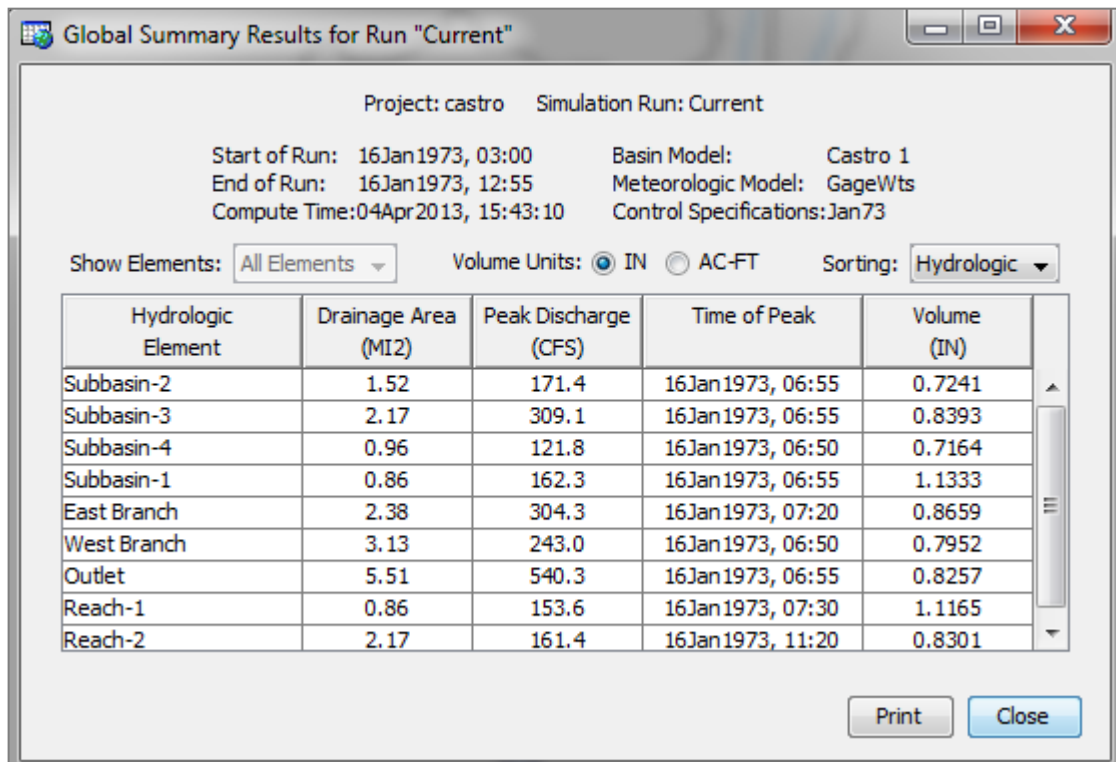 Global Summary Results for Run "Current"
Project: castro Simulation Run: Current
Start of Run: 16Jan1973, 03:00 Basin Model: Castro 1
End of Run: 16Jan1973, 12:55 Meteorologic Model: GageWts
Compute Time:04Apr2013, 15:43:10 Control Specifications:Jan73
Show Elements: All Elements Volume Units: IN AC-FT Sorting: Hydrologic
Hydrologic Drainage Area Peak Discharge Time of Peak Volume
Element (MI2) (CFS) (IN)
Subbasin-2 1.52 171.4 16Jan1973, 06:55 0.7241
Subbasin-3 2.17 309.1 16Jan1973, 06:55 0.8393
Subbasin-4 0.96 121.8 16Jan1973, 06:50 0.7164
Subbasin-1 0.86 162.3 16Jan1973, 06:55 1.1333
East Branch 2.38 304.3 16Jan1973, 07:20 0.8659
West Branch 3.13 243.0 16Jan1973, 06:50 0.7952
Outlet 5.51 540.3 16Jan1973, 06:55 0.8257
Reach-1 0.86 153.6 16Jan1973, 07:30 1.1165
Reach-2 2.17 161.4 16Jan1973, 11:20 0.8301
Print Close